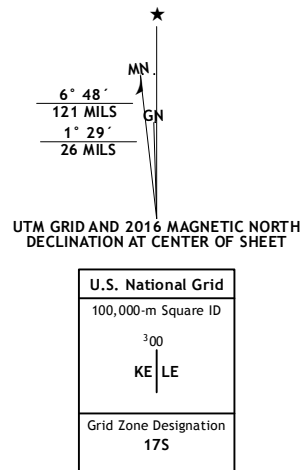 ★
MN
6° 48´
121 MILS
GN
1° 29´
26 MILS
UTM GRID AND 2016 MAGNETIC NORTH
DECLINATION AT CENTER OF SHEET
U.S. National Grid
100,000-m Square ID
³00
KE LE
Grid Zone Designation
17S